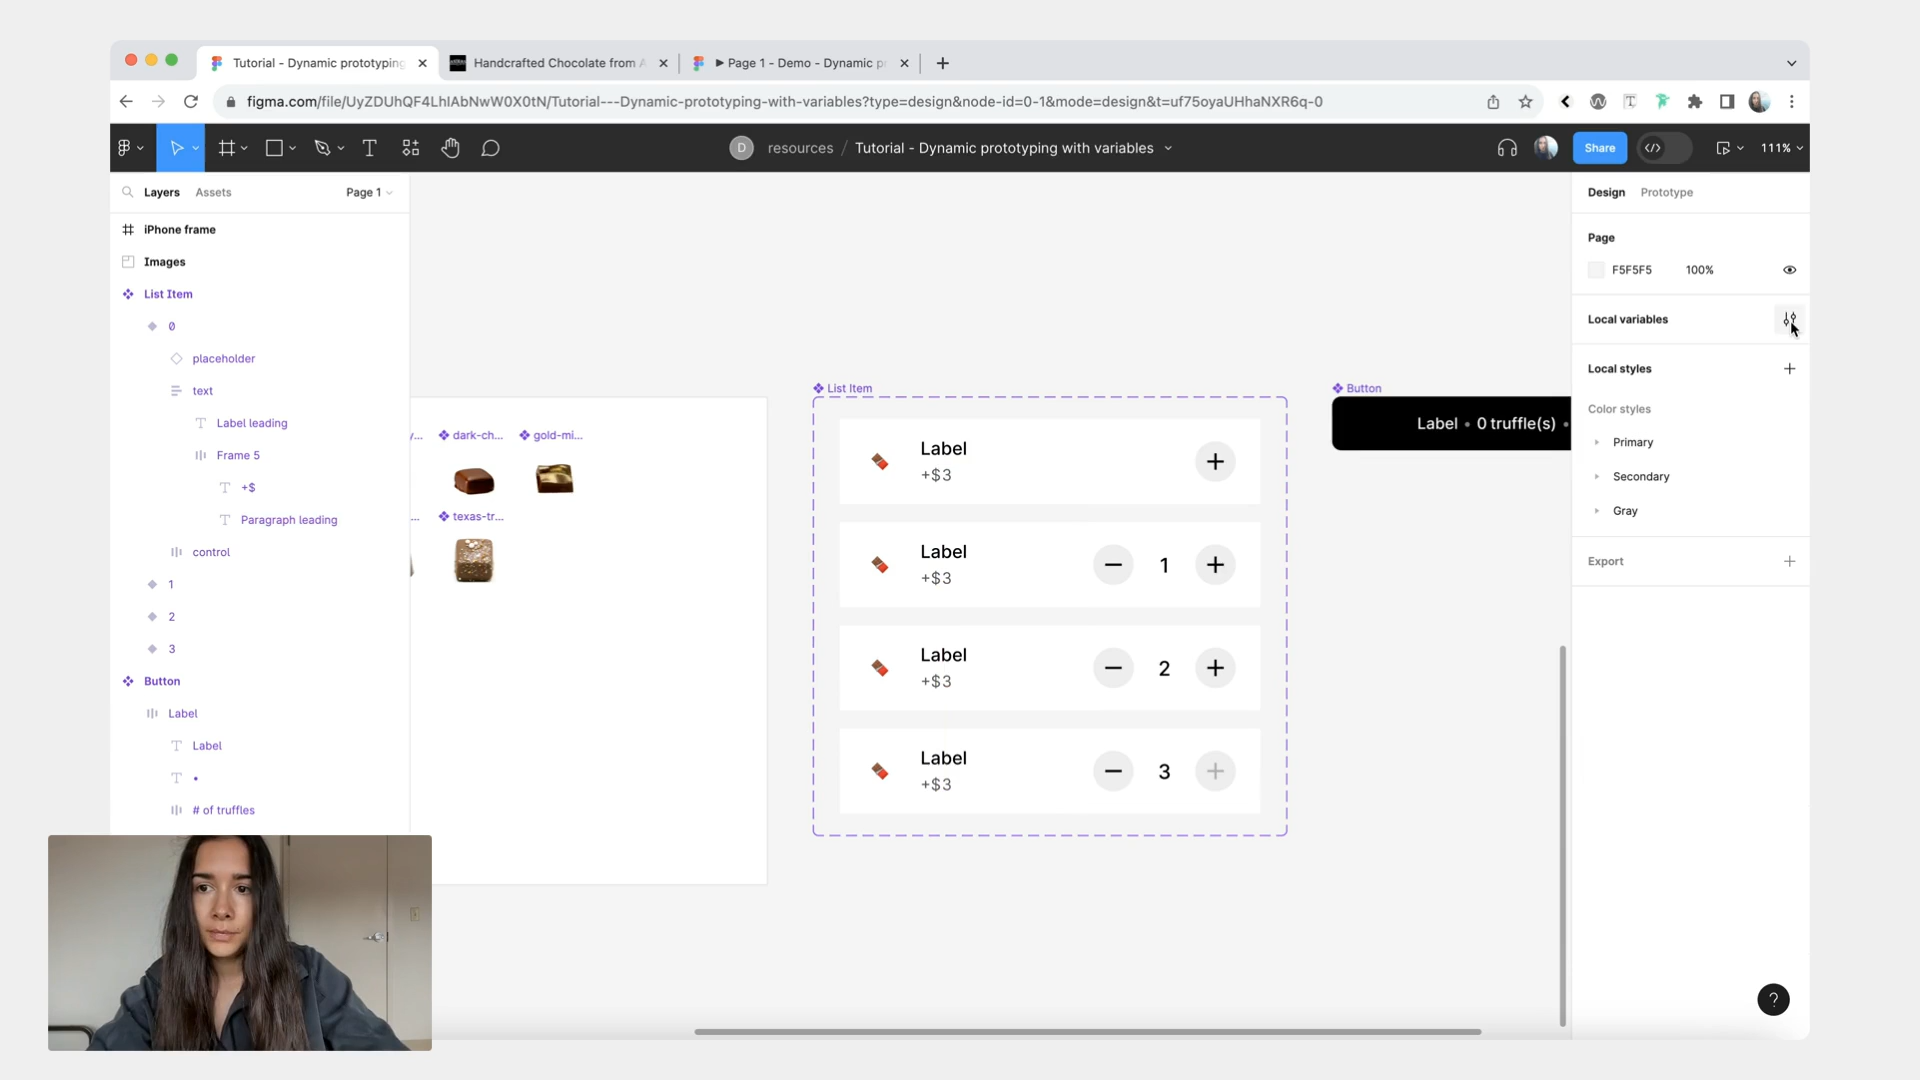 Tutorial - Dynamic prototyping
Handcrafted Chocolate from
Page 1 - Demo - Dynamic p
figma.com/file/UyZDUhQF4LhIAbNwW0X0tN/Tutorial---Dynamic-prototyping-with-variables?type=design&node-id=0-1&mode=design&t=uf75oyaUHhaNXR6q-0
D resources / Tutorial - Dynamic prototyping with variables
Share
111%
Layers Assets Page 1
iPhone frame
Images
List Item
0
placeholder
text
Label leading
Frame 5
+$
Paragraph leading
control
1
2
3
Button
Label
Label
•
# of truffles
dark-ch...
gold-mi...
texas-tr...
List Item
Label
+$3
Label
+$3
1
Label
+$3
2
Label
+$3
3
Button
Label • 0 truffle(s) •
Design Prototype
Page
F5F5F5 100%
Local variables
Local styles
Color styles
Primary
Secondary
Gray
Export
?